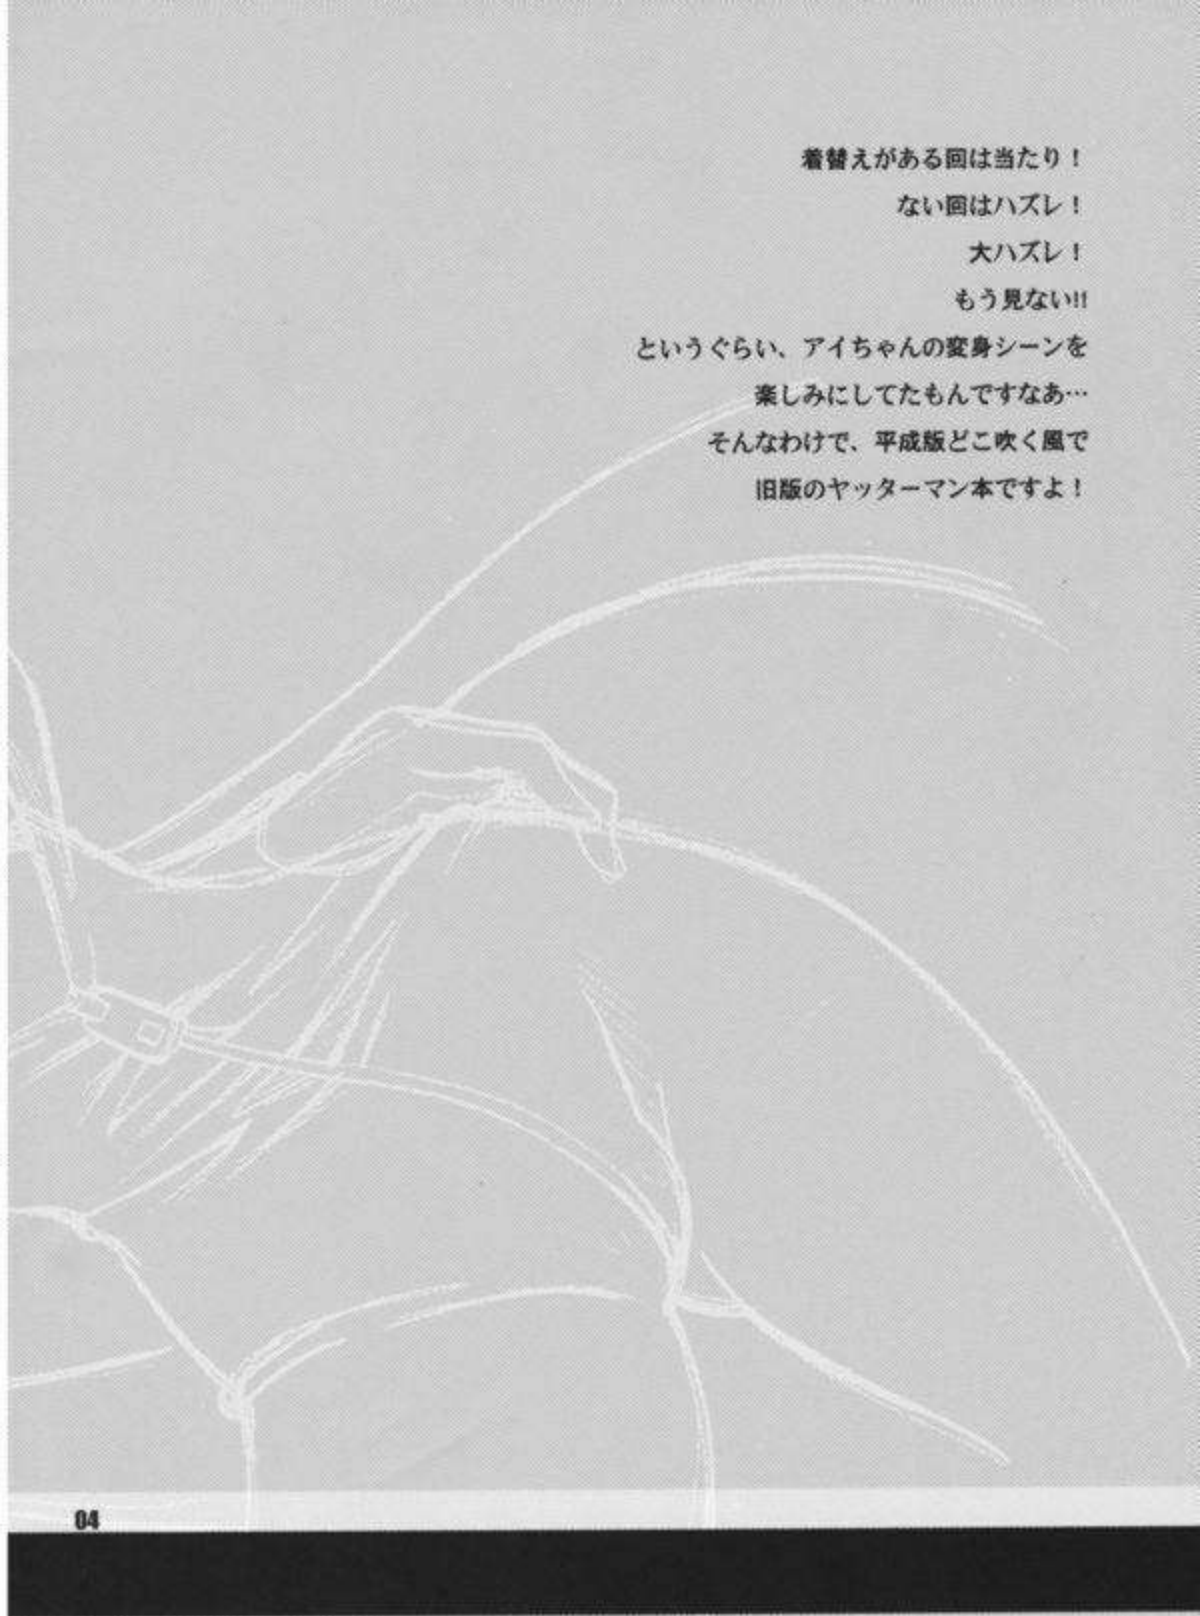 着替えがある回は当たり！
ない回はハズレ！
大ハズレ！
もう見ない!!
というぐらい、アイちゃんの変身シーンを
楽しみにしてたもんですなあ…
そんなわけで、平成版どこ吹く風で
旧版のヤッターマン本ですよ！
04